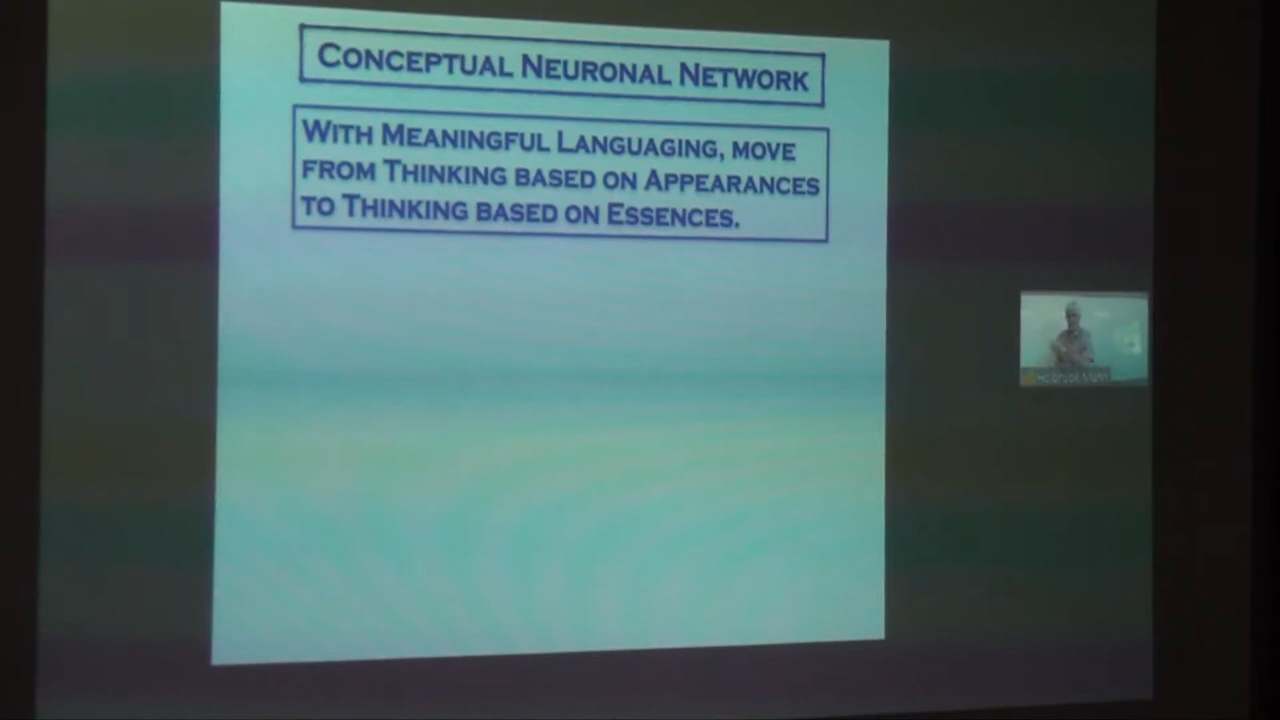 CONCEPTUAL NEURONAL NETWORK
WITH MEANINGFUL LANGUAGING, MOVE
FROM THINKING BASED ON APPEARANCES
TO THINKING BASED ON ESSENCES.